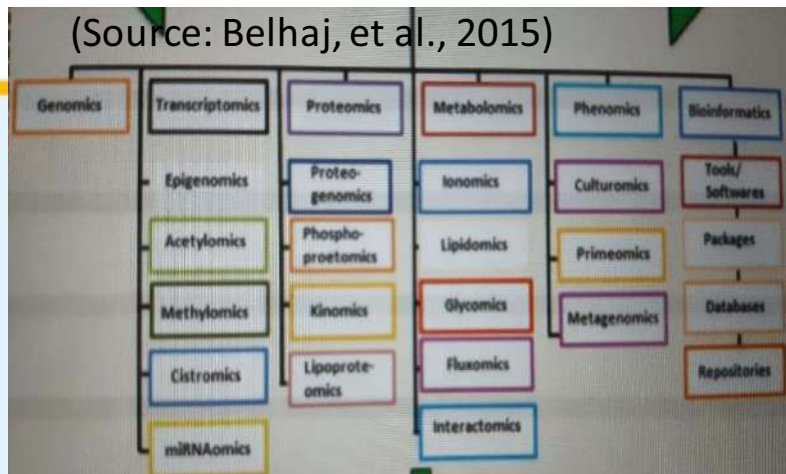 (Source: Belhaj, et al., 2015)
Genomics
Transcriptomics
Proteomics
Metabolomics
Phenomics
Bioinformatics
Epigenomics
Acetylomics
Methylomics
Cistromics
miRNAomics
Proteo-
genomics
Phospho-
proetomics
Kinomics
Lipoprote-
omics
Ionomics
Lipidomics
Glycomics
Fluxomics
Interactomics
Culturomics
Primeomics
Metagenomics
Tools/
Softwares
Packages
Databases
Repositories